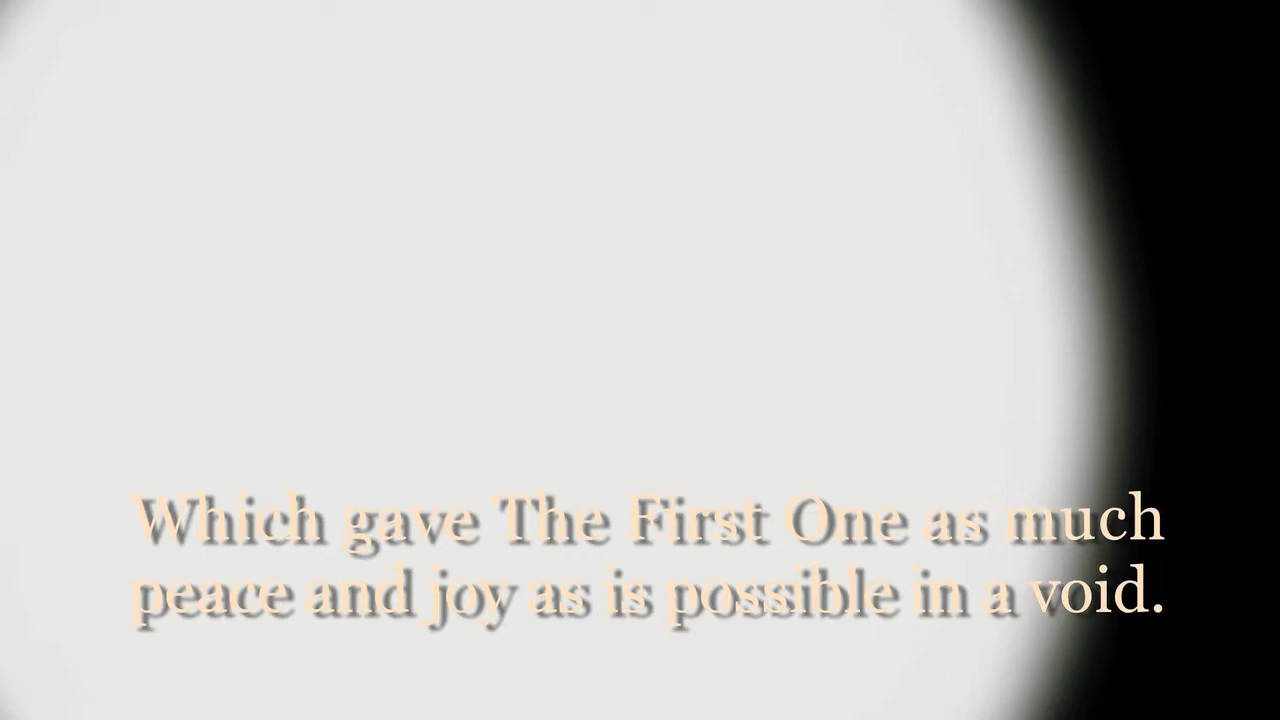 Which gave The First One as much
peace and joy as is possible in a void.